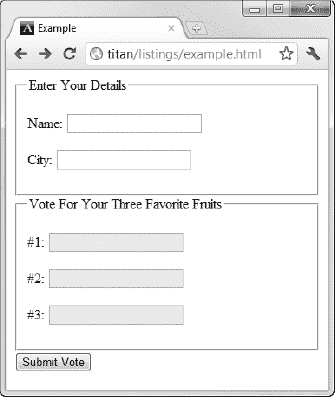 Example
titan/listings/example.html
Enter Your Details
Name:
City:
Vote For Your Three Favorite Fruits
#1:
#2:
#3:
Submit Vote